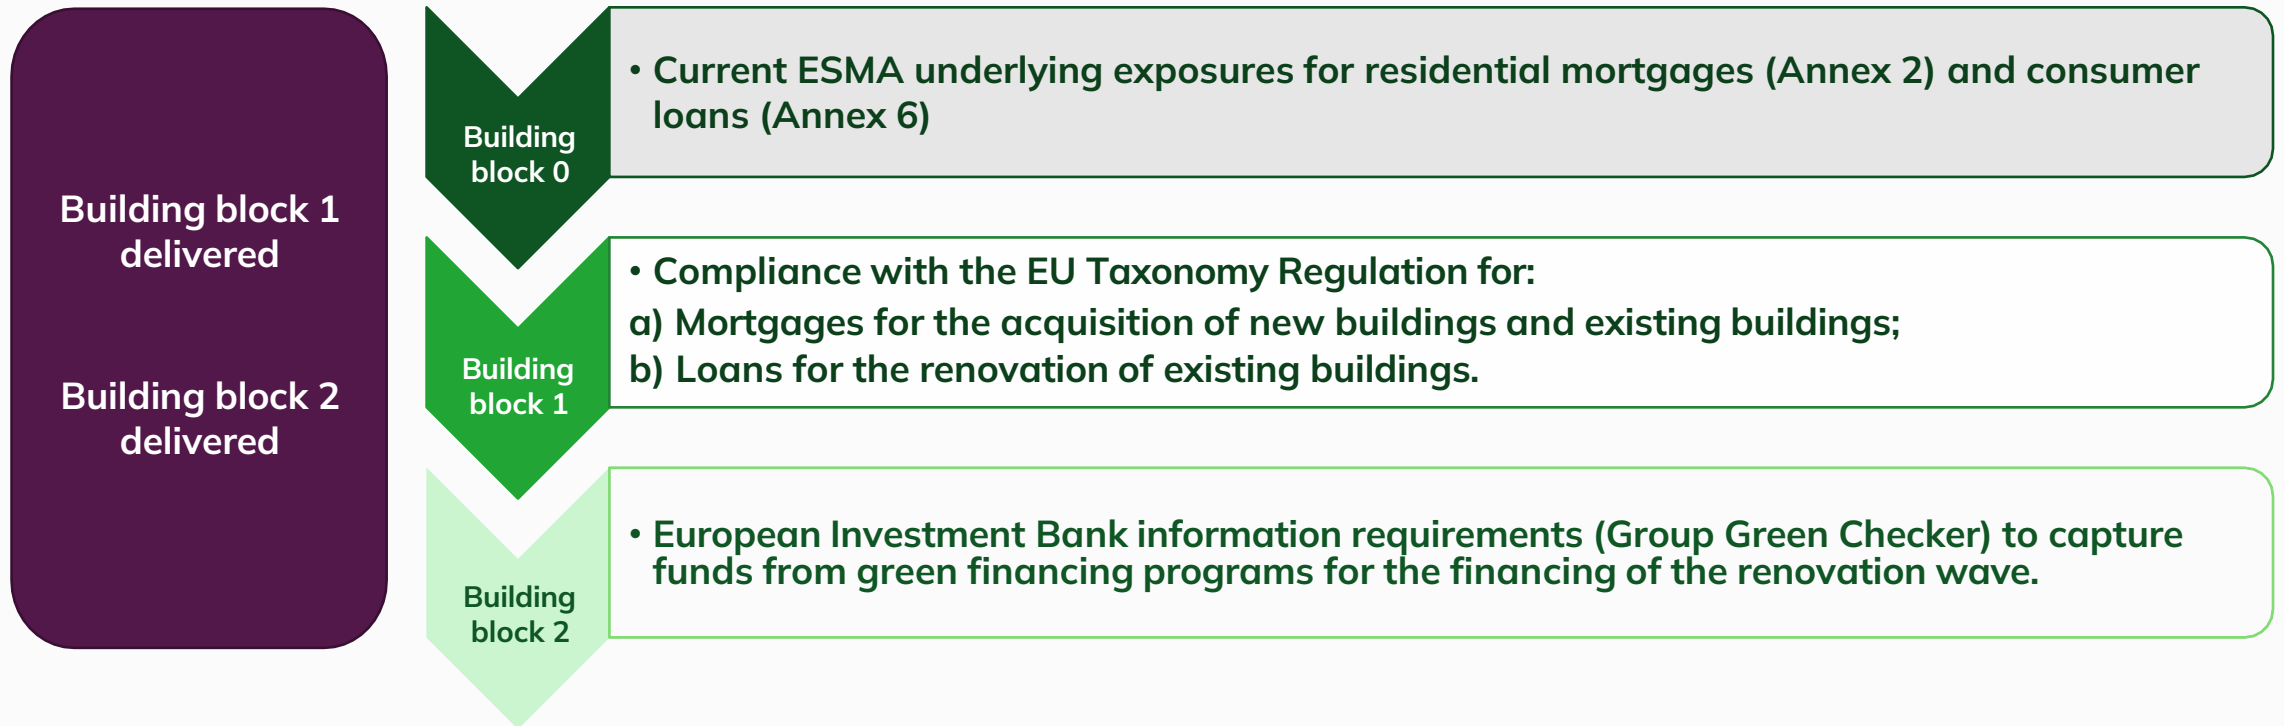 Building block 1
delivered
Building block 2
delivered
Building
block 0
• Current ESMA underlying exposures for residential mortgages (Annex 2) and consumer
loans (Annex 6)
Building
block 1
• Compliance with the EU Taxonomy Regulation for:
a) Mortgages for the acquisition of new buildings and existing buildings;
b) Loans for the renovation of existing buildings.
Building
block 2
• European Investment Bank information requirements (Group Green Checker) to capture
funds from green financing programs for the financing of the renovation wave.